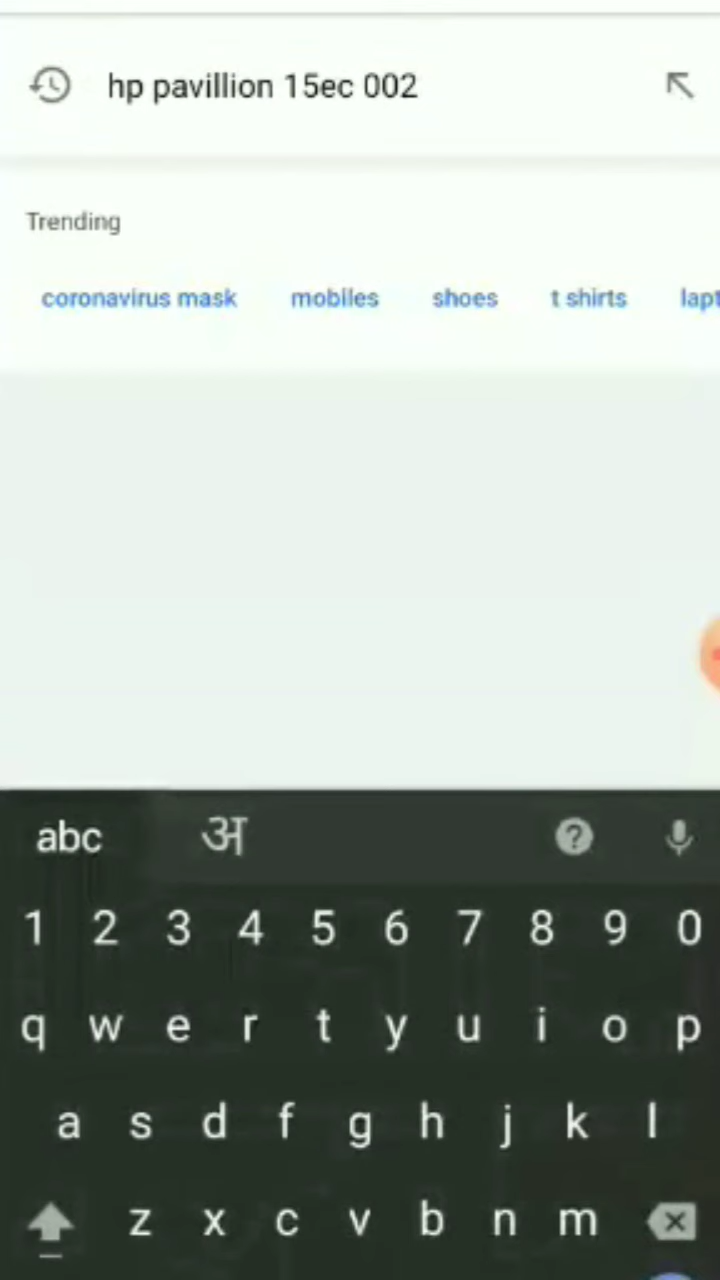 hp pavillion 15ec 002
Trending
coronavirus mask mobiles shoes t shirts lapt
abc अ ?
1 2 3 4 5 6 7 8 9 0
q w e r t y u i o p
a s d f g h j k l
z x c v b n m